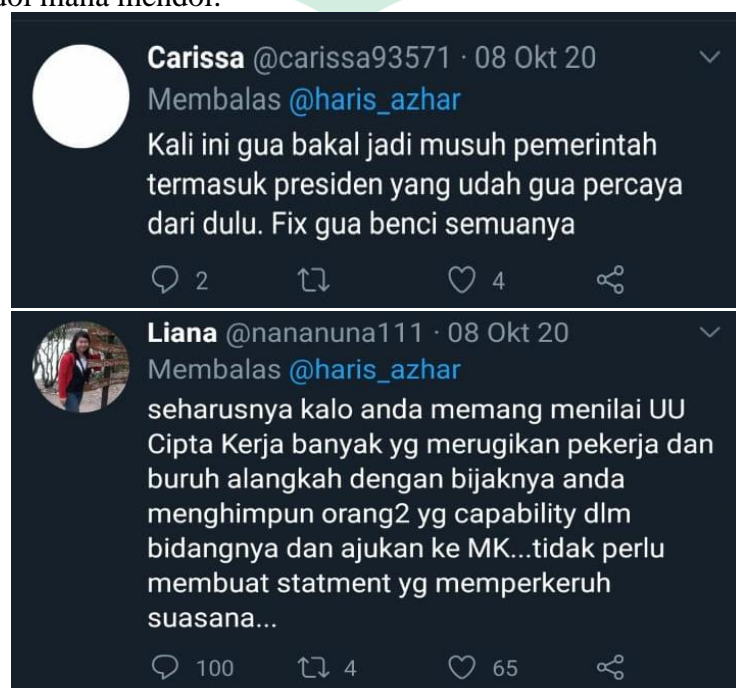 Carissa @carissa93571 · 08 Okt 20
Membalas @haris_azhar
Kali ini gua bakal jadi musuh pemerintah
termasuk presiden yang udah gua percaya
dari dulu. Fix gua benci semuanya
2 4
Liana @nananuna111 · 08 Okt 20
Membalas @haris_azhar
seharusnya kalo anda memang menilai UU
Cipta Kerja banyak yg merugikan pekerja dan
buruh alangkah dengan bijaknya anda
menghimpun orang2 yg capability dlm
bidangnya dan ajukan ke MK...tidak perlu
membuat statment yg memperkeruh
suasana...
100 4 65